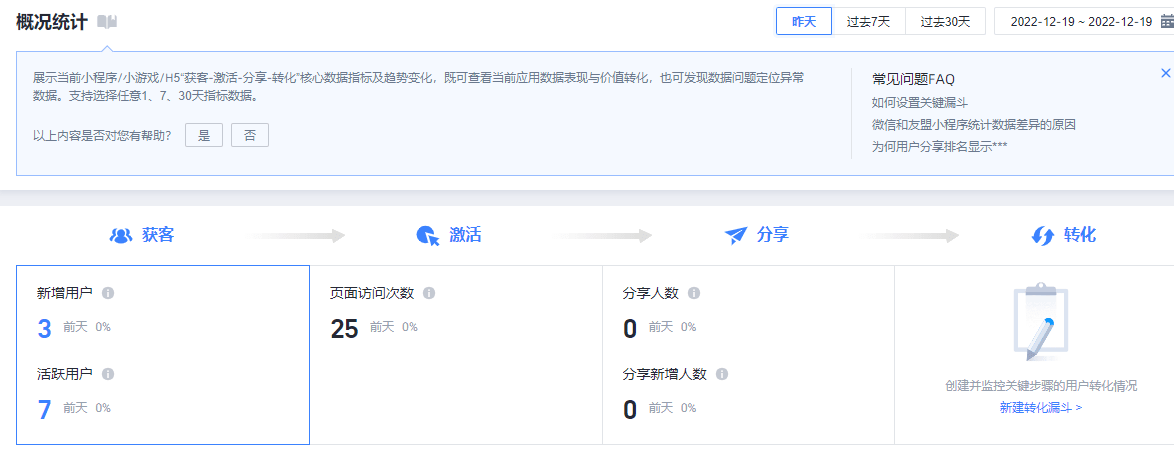 概况统计
昨天 过去7天 过去30天 2022-12-19 ~ 2022-12-19
展示当前小程序/小游戏/H5“获客-激活-分享-转化”核心数据指标及趋势变化，既可查看当前应用数据表现与价值转化，也可发现数据问题定位异常
数据。支持选择任意1、7、30天指标数据。
以上内容是否对您有帮助? 是 否
常见问题FAQ
如何设置关键漏斗
微信和友盟小程序统计数据差异的原因
为何用户分享排名显示***
获客 激活 分享 转化
新增用户
3 前天 0%
活跃用户
7 前天 0%
页面访问次数
25 前天 0%
分享人数
0 前天 0%
分享新增人数
0 前天 0%
创建并监控关键步骤的用户转化情况
新建转化漏斗 >